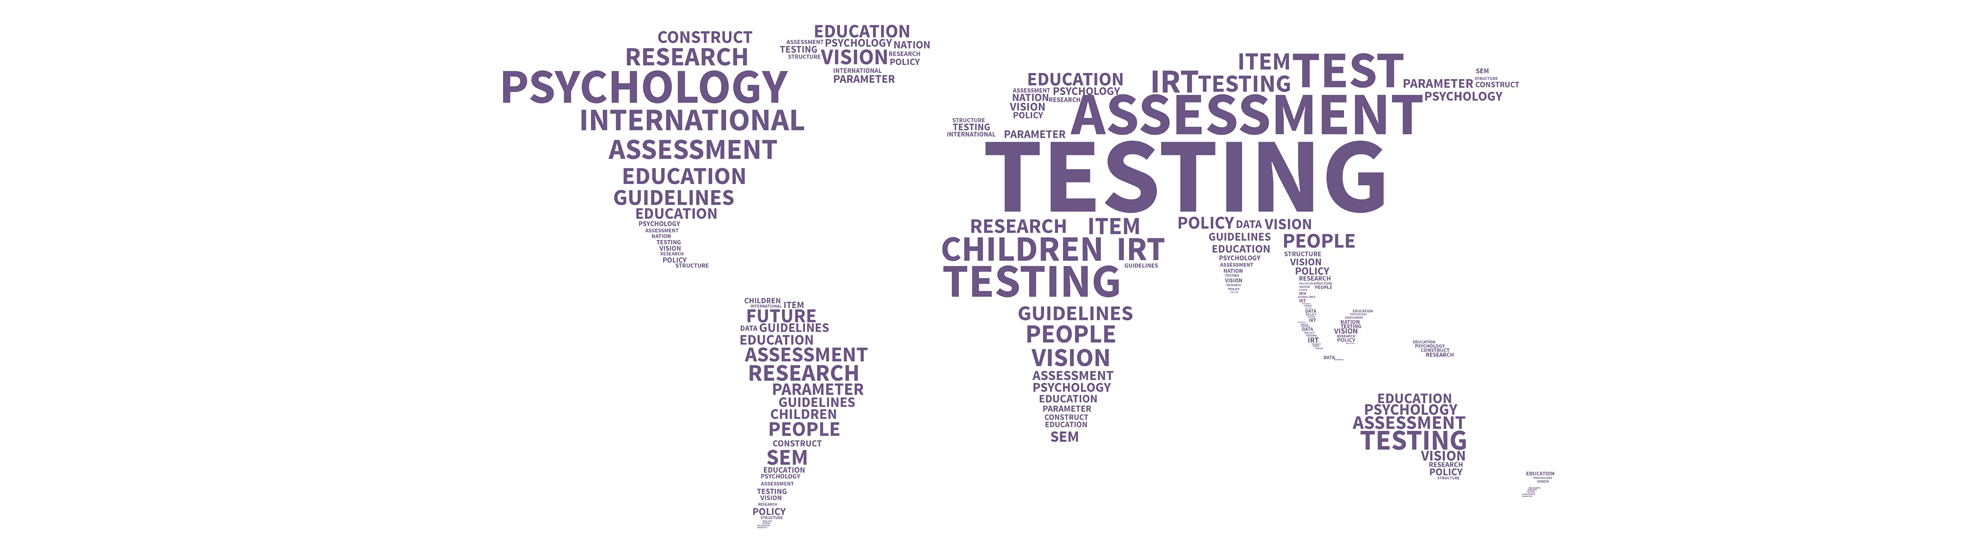 CONSTRUCT
RESEARCH
PSYCHOLOGY
INTERNATIONAL
ASSESSMENT
EDUCATION
GUIDELINES
EDUCATION
PSYCHOLOGY
ASSESSMENT
NATION
TESTING
VISION
RESEARCH
POLICY
STRUCTURE
EDUCATION
ASSESSMENT PSYCHOLOGY NATION
TESTING VISION RESEARCH
STRUCTURE POLICY
INTERNATIONAL
PARAMETER
CHILDREN
INTERNATIONAL ITEM
FUTURE
DATA GUIDELINES
EDUCATION
ASSESSMENT
RESEARCH
PARAMETER
GUIDELINES
CHILDREN
PEOPLE
CONSTRUCT
SEM
EDUCATION
PSYCHOLOGY
ASSESSMENT
TESTING
VISION
RESEARCH
POLICY
STRUCTURE
EDUCATION
ASSESSMENT PSYCHOLOGY
NATION RESEARCH
VISION
POLICY
STRUCTURE
TESTING
INTERNATIONAL PARAMETER
ITEM TEST
IRT TESTING
SEM
STRUCTURE
PARAMETER CONSTRUCT
PSYCHOLOGY
ASSESSMENT
TESTING
RESEARCH ITEM
CHILDREN IRT
GUIDELINES
TESTING
GUIDELINES
PEOPLE
VISION
ASSESSMENT
PSYCHOLOGY
EDUCATION
PARAMETER
CONSTRUCT
EDUCATION
SEM
POLICY DATA VISION
GUIDELINES
EDUCATION
PSYCHOLOGY
ASSESSMENT
NATION
TESTING
VISION
RESEARCH
POLICY
PEOPLE
STRUCTURE
VISION
POLICY
RESEARCH
PEOPLE
SEM
IRT
DATA
IRT
DATA
IRT
EDUCATION
NATION
TESTING
VISION
RESEARCH
POLICY
DATA
EDUCATION
PSYCHOLOGY
CONSTRUCT
RESEARCH
EDUCATION
PSYCHOLOGY
ASSESSMENT
TESTING
VISION
RESEARCH
POLICY
STRUCTURE
EDUCATION
PSYCHOLOGY
VISION